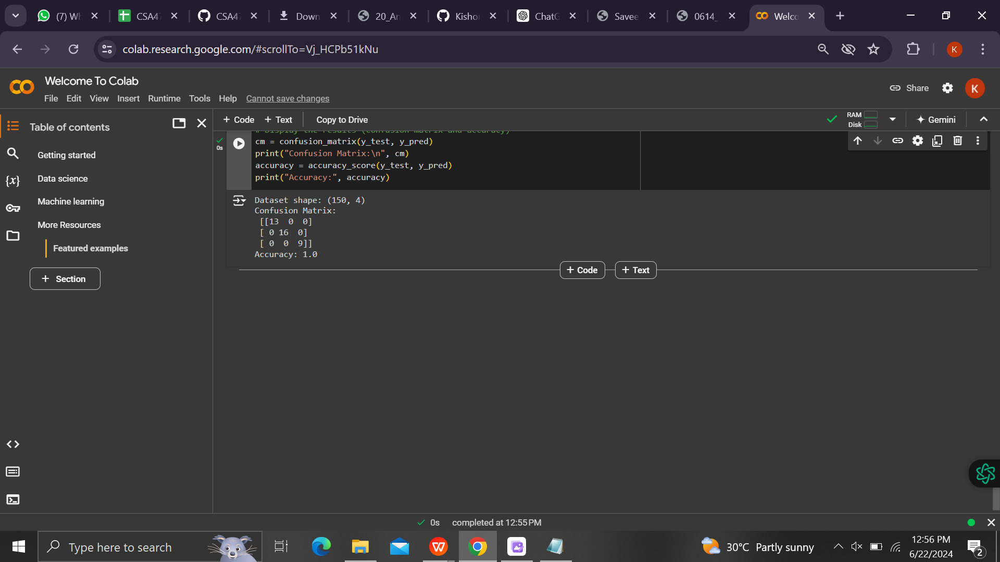 (7) Wh
CSA47
CSA47
Down
20_An
Kisho
ChatG
Savee
0614_
Welco
colab.research.google.com/#scrollTo=Vj_HCPb51kNu
K
Welcome To Colab
File Edit View Insert Runtime Tools Help Cannot save changes
Share
K
Table of contents
+ Code + Text Copy to Drive
RAM
Disk
Gemini
Getting started
Data science
Machine learning
More Resources
Featured examples
+ Section
0s
# Display the results (confusion matrix and accuracy)
cm = confusion_matrix(y_test, y_pred)
print("Confusion Matrix:\n", cm)
accuracy = accuracy_score(y_test, y_pred)
print("Accuracy:", accuracy)
Dataset shape: (150, 4)
Confusion Matrix:
[[13 0 0]
[ 0 16 0]
[ 0 0 9]]
Accuracy: 1.0
+ Code + Text
0s completed at 12:55 PM
Type here to search
30°C Partly sunny
12:56 PM
6/22/2024
2